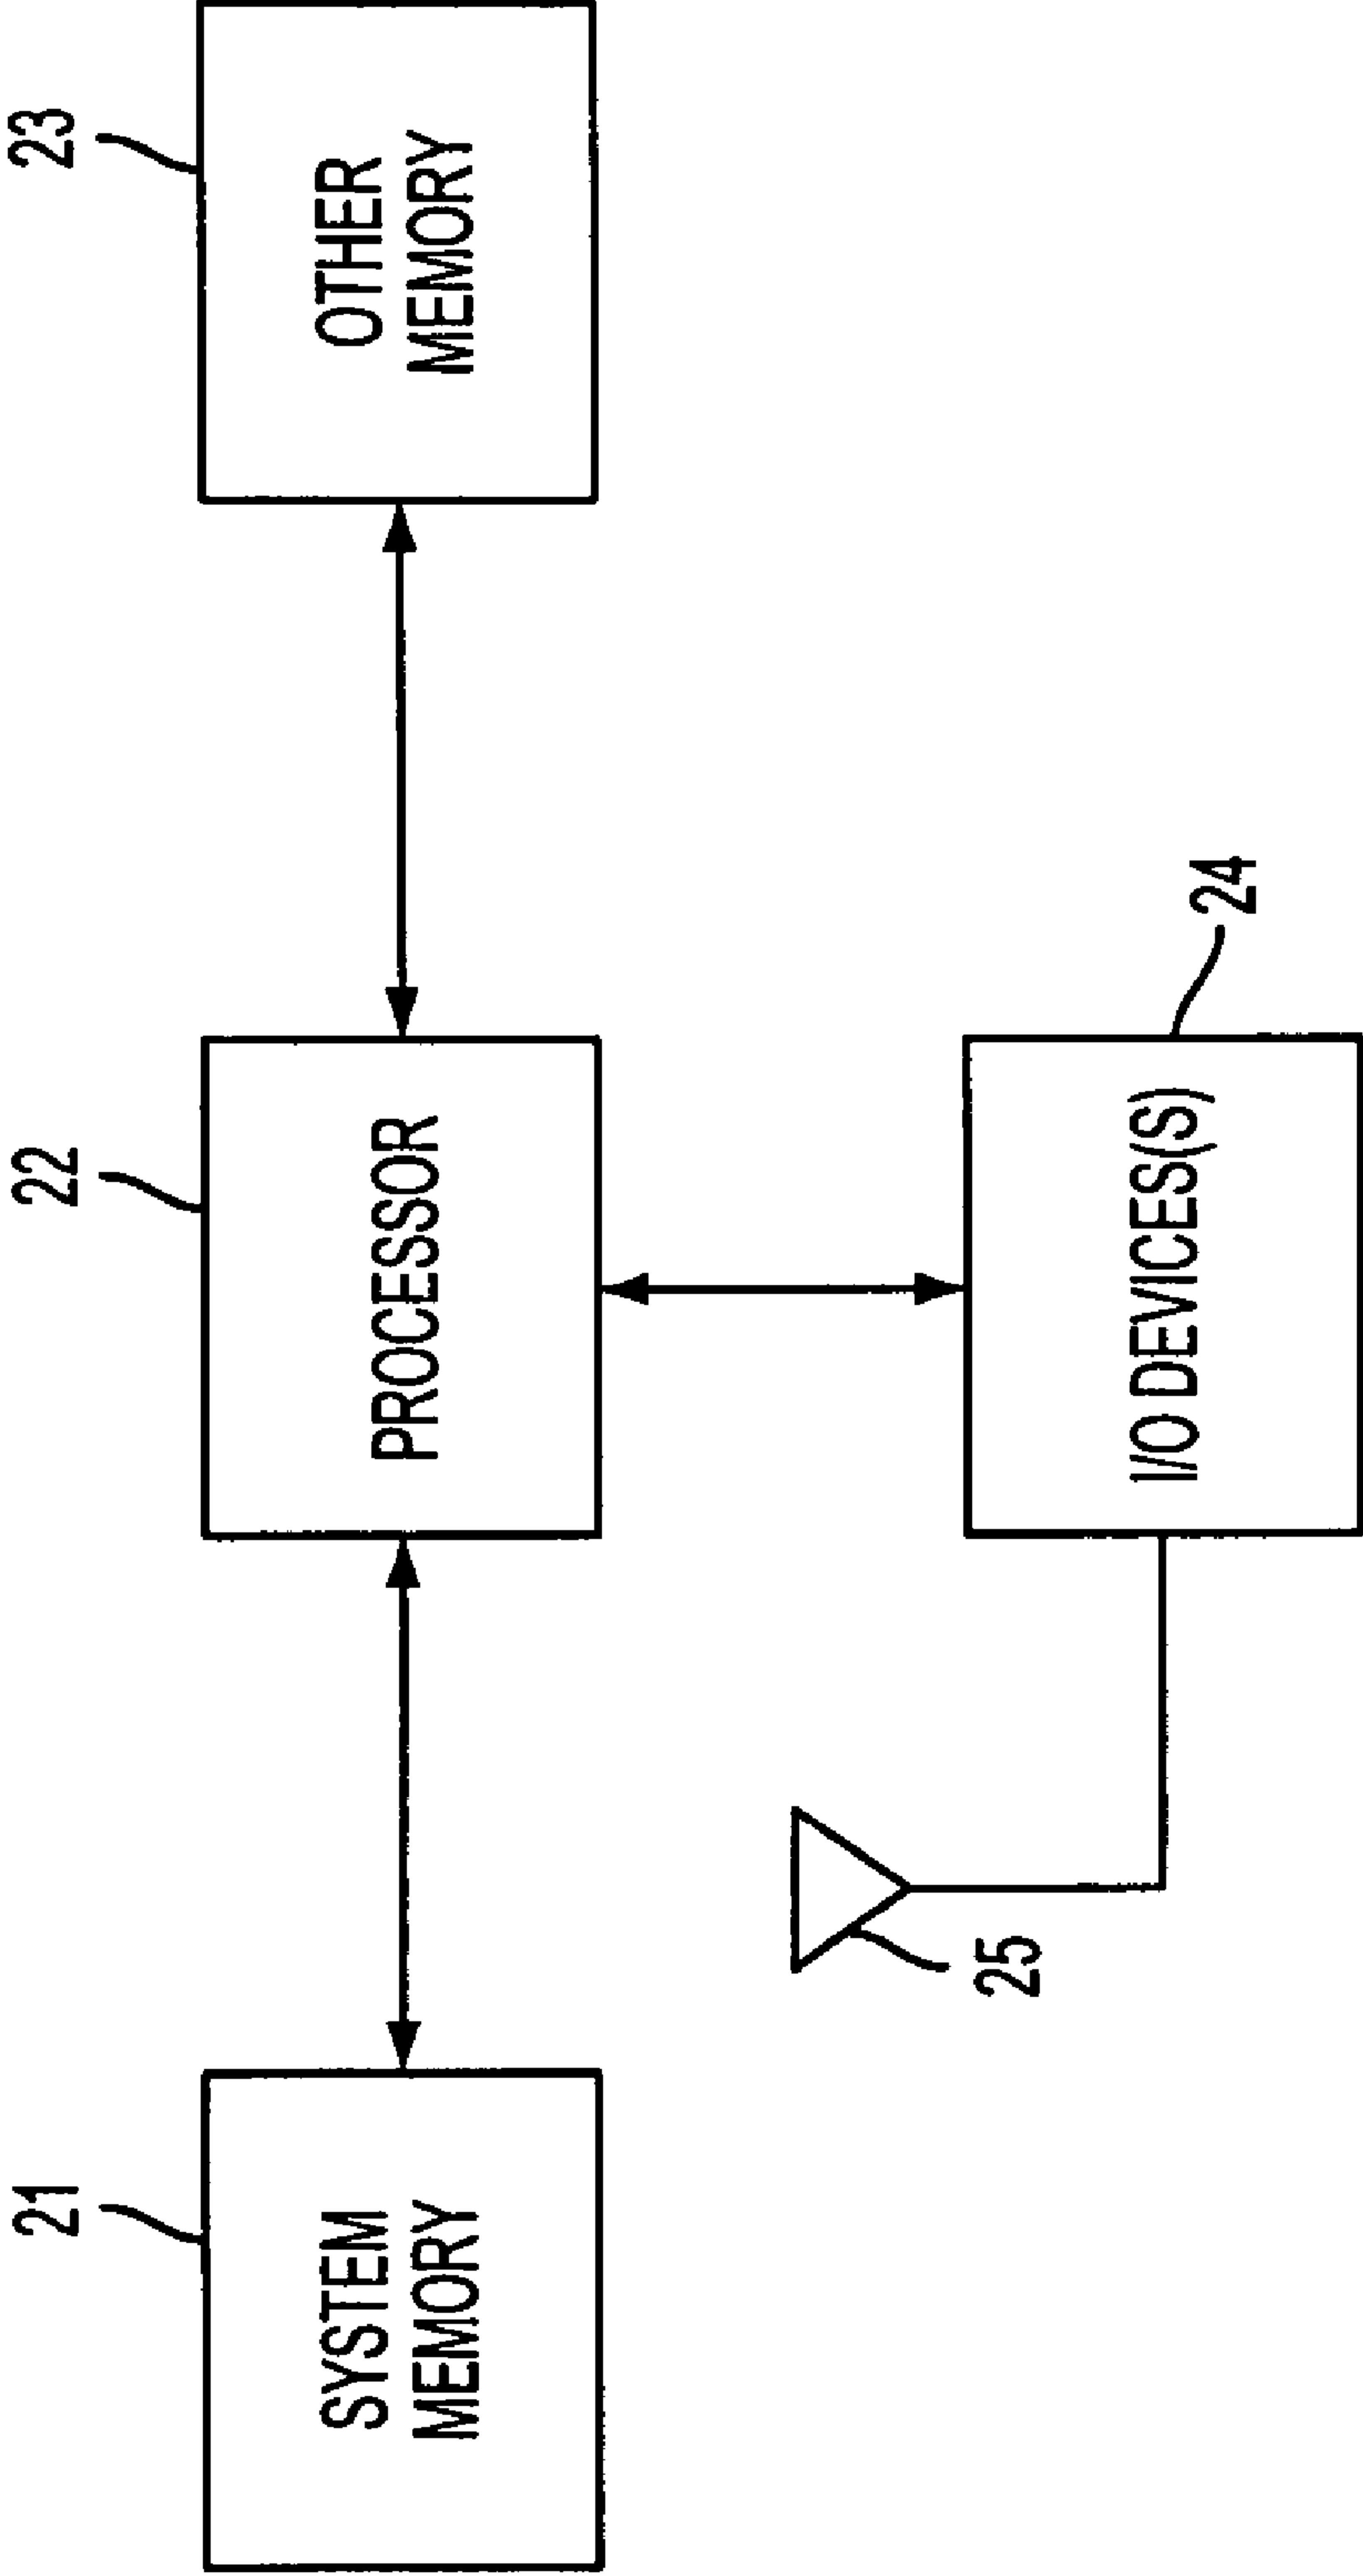 21
22
23
SYSTEM
MEMORY
PROCESSOR
OTHER
MEMORY
25
I/O DEVICES(S)
24